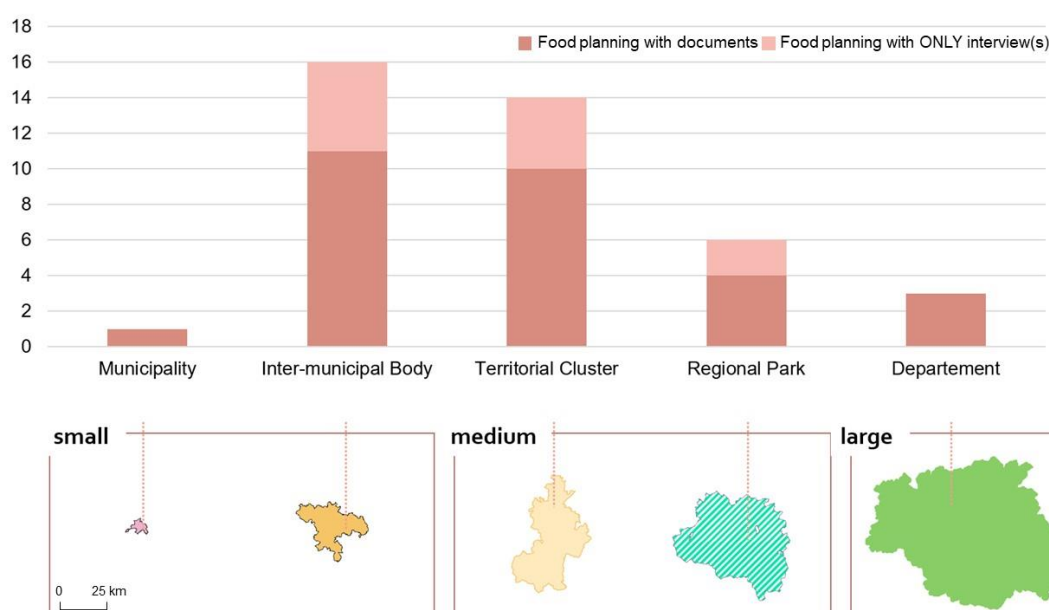 18
Food planning with documents Food planning with ONLY interview(s)
16
14
12
10
8
6
4
2
0
Municipality Inter-municipal Body Territorial Cluster Regional Park Departement
small medium large
0 25 km